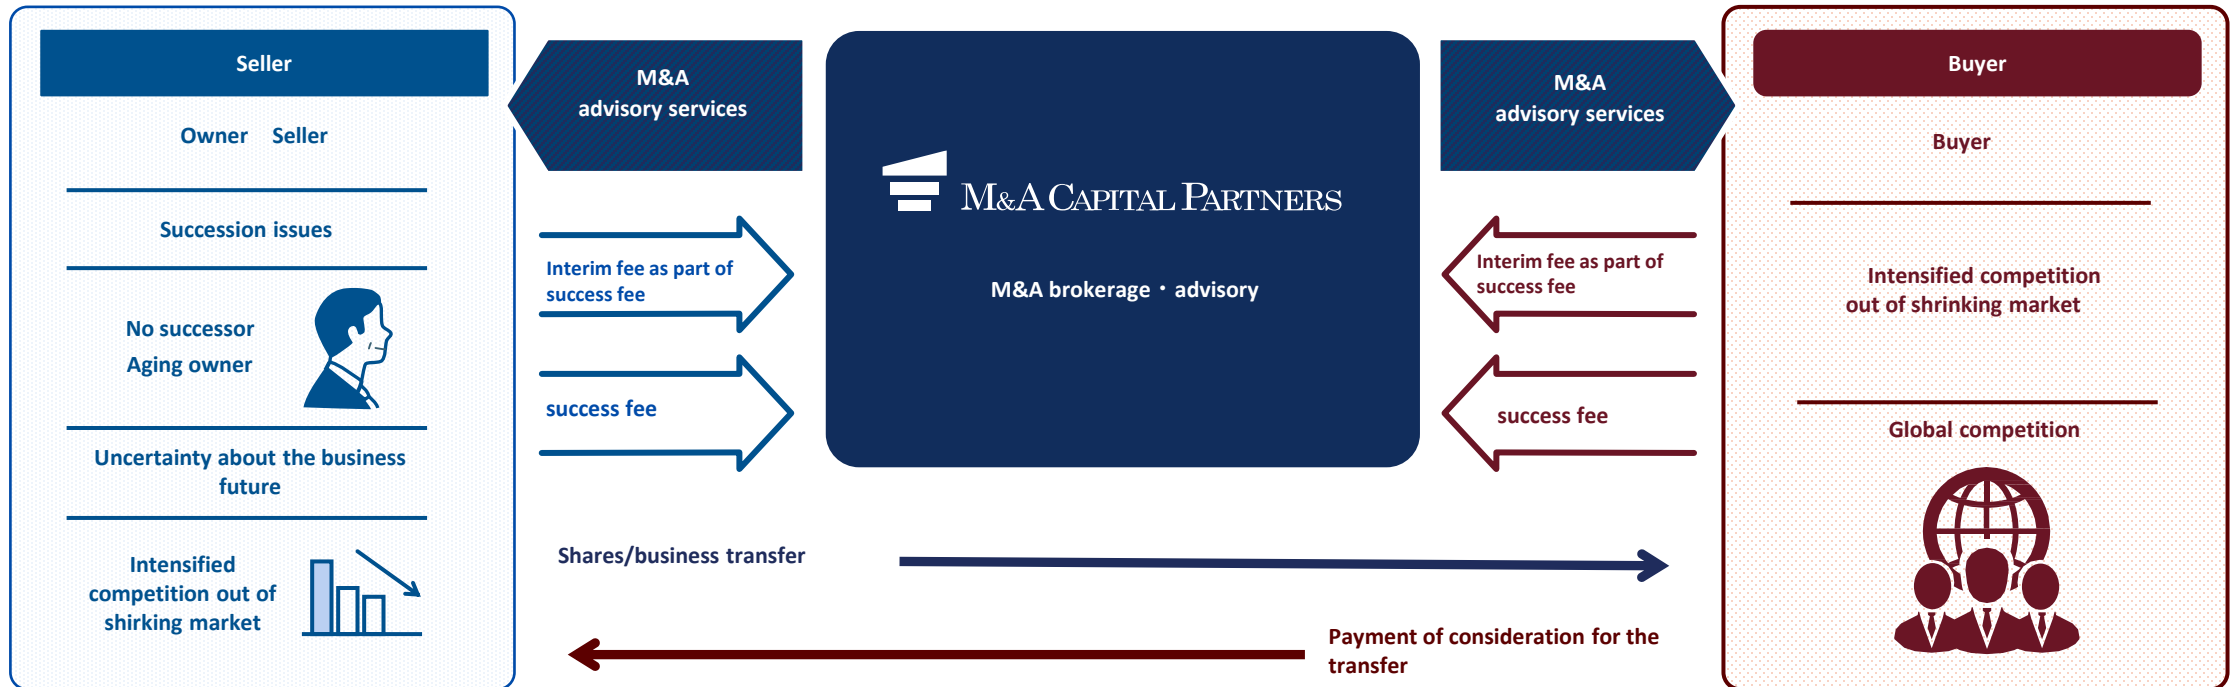 Seller
Owner Seller
Succession issues
No successor
Aging owner
Uncertainty about the business
future
Intensified
competition out of
shirking market
M&A
advisory services
Interim fee as part of
success fee
success fee
M&A CAPITAL PARTNERS
M&A brokerage・advisory
M&A
advisory services
Interim fee as part of
success fee
success fee
Shares/business transfer
Payment of consideration for the
transfer
Buyer
Buyer
Intensified competition
out of shrinking market
Global competition